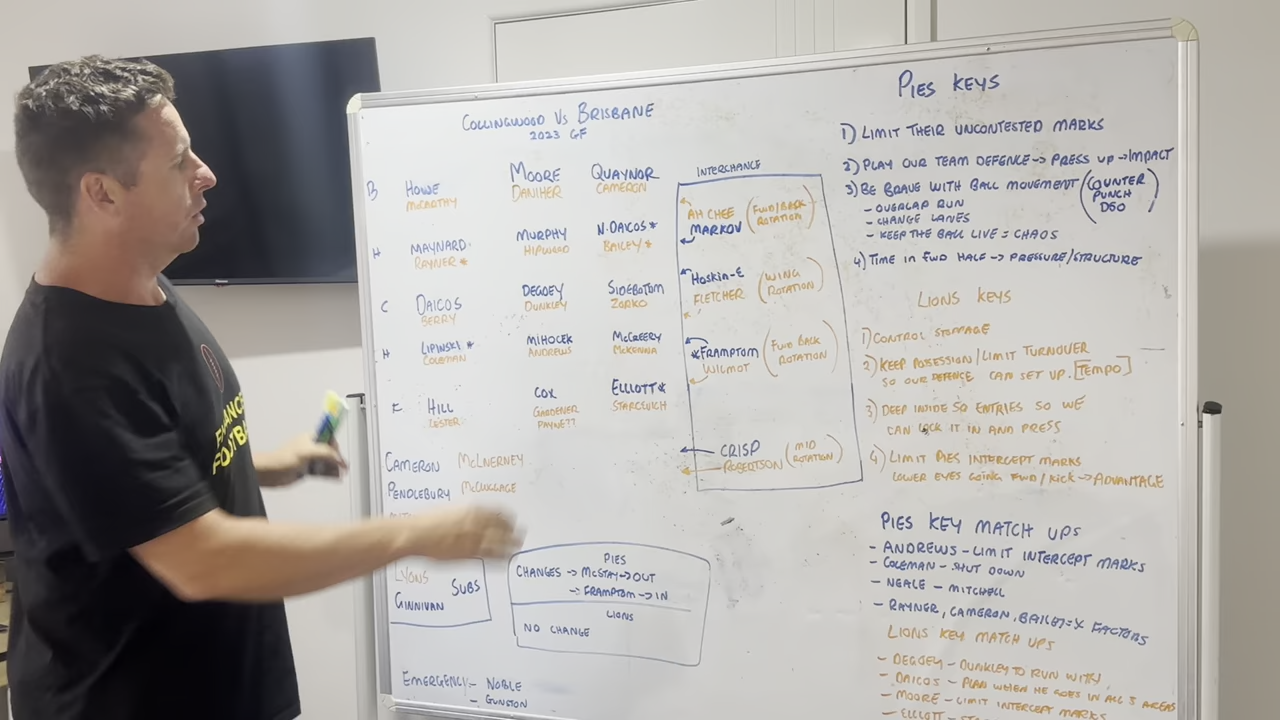 COLLINGWOOD VS BRISBANE
2023 GF
B HOWE MOORE QUAYNOR
McCARTHY DANIHER CAMERON
H MAYNARD MURPHY N.DAICOS*
RAYNER* HIPWOOD BAILEY*
C DAICOS DEGOEY SIDEBOTOM
BERRY DUNKLEY ZORKO
H LIPINSKI* MIHOCEK McCREERY
COLEMAN ANDREWS McKENNA
F HILL COX ELLIOTT*
LESTER GARDENER STARCEVICH
PAYNETT
CAMERON McLNERNEY
PENDLEBURY McCLUGGAGE
LYONS
GINNIVAN
SUBS
PIES
CHANGES → McSTAY → OUT
→ FRAMPTOM → IN
LIONS
NO CHANGE
EMERGENCY:- NOBLE
- GUNSTON
INTERCHANGE
AH CHEE (FWD/BACK
MARKOV ROTATION)
HOSKIN-E (WING
FLETCHER ROTATION)
*FRAMPTOM (FWD BACK
WILMOT ROTATION)
CRISP (MID
ROBERTSON ROTATION)
PIES KEYS
1) LIMIT THEIR UNCONTESTED MARKS
2) PLAY OUR TEAM DEFENCE → PRESS UP → IMPACT
3) BE BRAVE WITH BALL MOVEMENT (COUNTER
PUNCH
D50)
- OVERLAP RUN
- CHANGE LANES
- KEEP THE BALL LIVE = CHAOS
4) TIME IN FWD HALF → PRESSURE/STRUCTURE
LIONS KEYS
1) CONTROL STOPPAGE
2) KEEP POSSESSION/LIMIT TURNOVER
SO OUR DEFENCE CAN SET UP. [TEMPO]
3) DEEP INSIDE 50 ENTRIES SO WE
CAN LOCK IT IN AND PRESS
4) LIMIT PIES INTERCEPT MARKS
LOWER EYES GOING FWD/KICK → ADVANTAGE
PIES KEY MATCH UPS
- ANDREWS - LIMIT INTERCEPT MARKS
- COLEMAN - SHUT DOWN
- NEALE - MITCHELL
- RAYNER, CAMERON, BAILEY = X FACTORS
LIONS KEY MATCH UPS
- DEGOEY - DUNKLEY TO RUN WITH
- DAICOS - PLAN WHEN HE GOES IN ALL 3 AREAS
- MOORE - LIMIT INTERCEPT MARKS
- ELLIOTT -